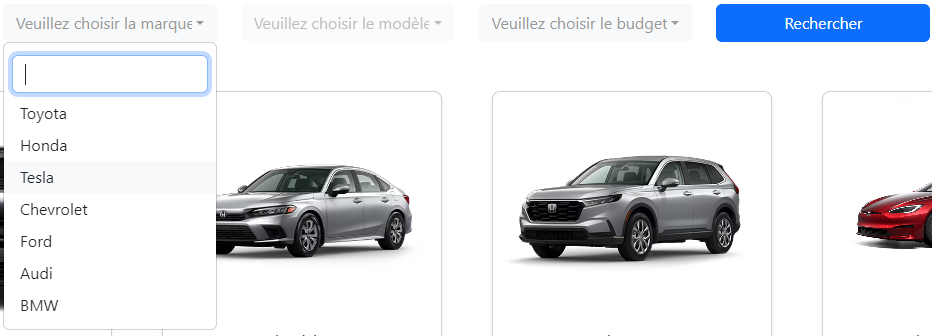 Veuillez choisir la marque
Veuillez choisir le modèle
Veuillez choisir le budget
Rechercher
Toyota
Honda
Tesla
Chevrolet
Ford
Audi
BMW